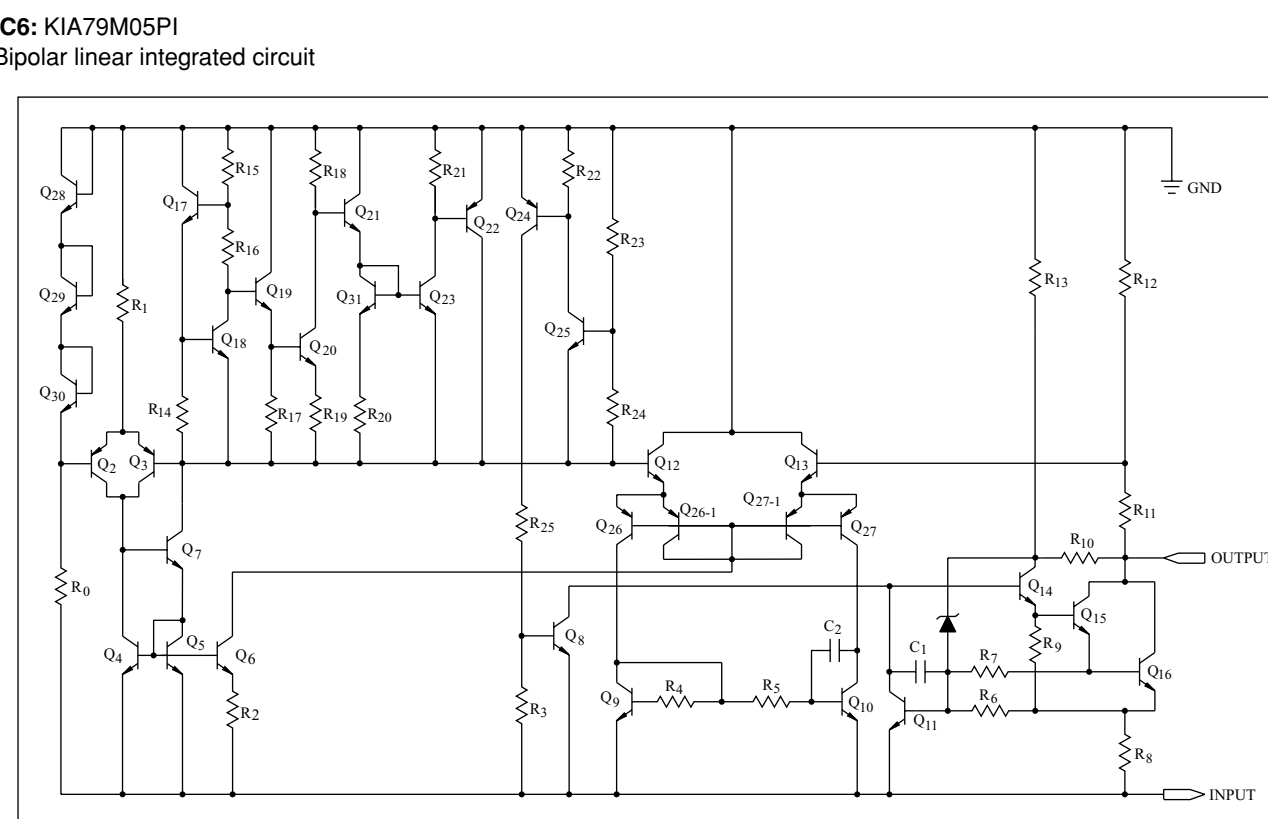 C6: KIA79M05PI
Bipolar linear integrated circuit
R15 R18 R21 R22
Q28 Q17 Q21 Q22 Q24 GND
R16 R23
Q29 R1 Q19 Q31 Q23 R13 R12
Q18 Q20 Q25
Q30 R14 R17 R19 R20 R24
Q2 Q3 Q12 Q13
Q26-1 Q27-1 R11
Q26 Q27 R25
Q7 R10 OUTPUT
R0 Q14
Q15
Q4 Q5 Q6 Q8 C2 C1 R7 R9 Q16
R4 R5 R6
R2 R3 Q9 Q10 Q11
R8
INPUT